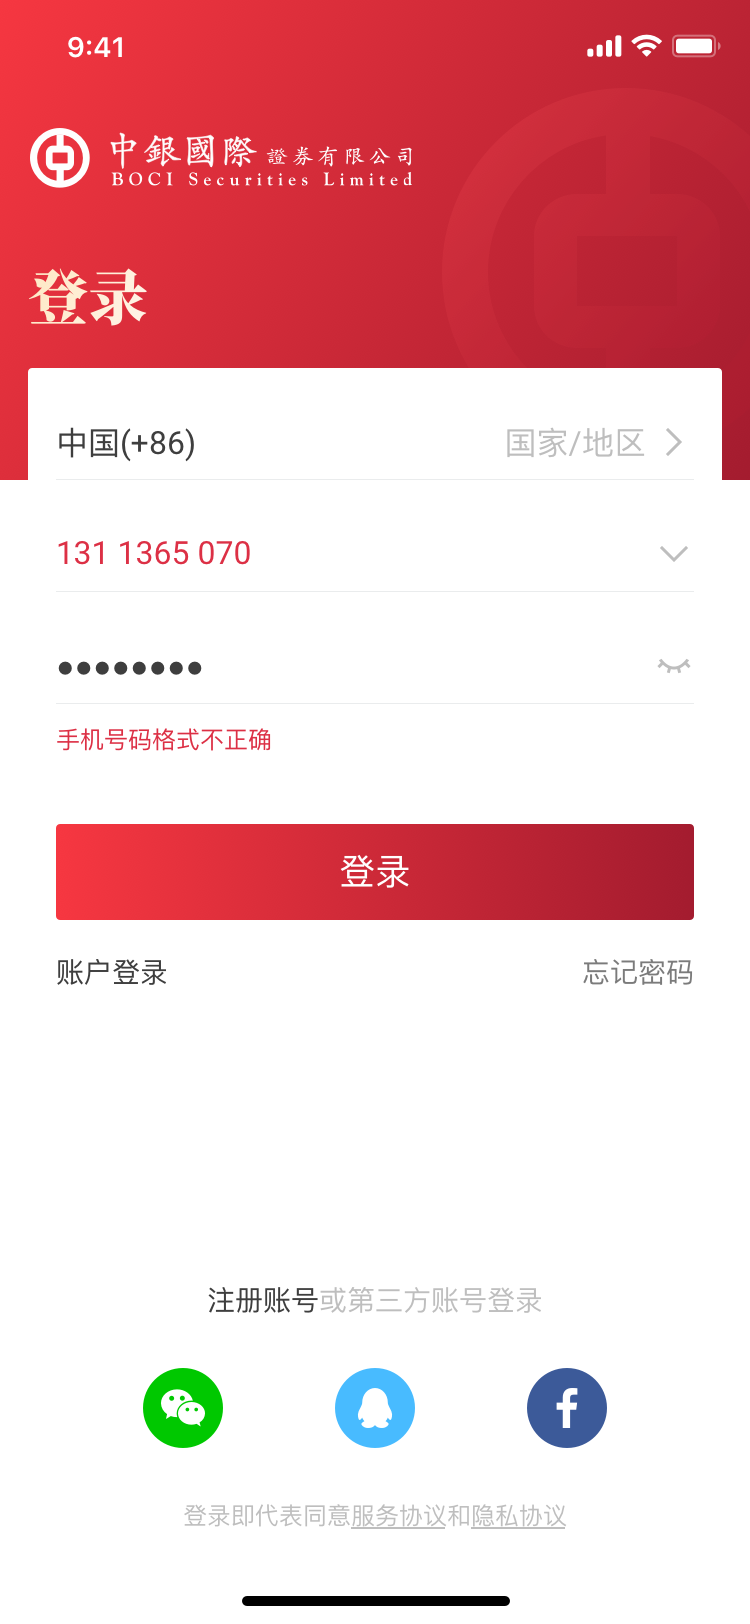 9:41
中銀國際 證券有限公司
BOCI Securities Limited
登录
中国(+86) 国家/地区
131 1365 070
••••••••
手机号码格式不正确
登录
账户登录 忘记密码
注册账号或第三方账号登录
登录即代表同意服务协议和隐私协议